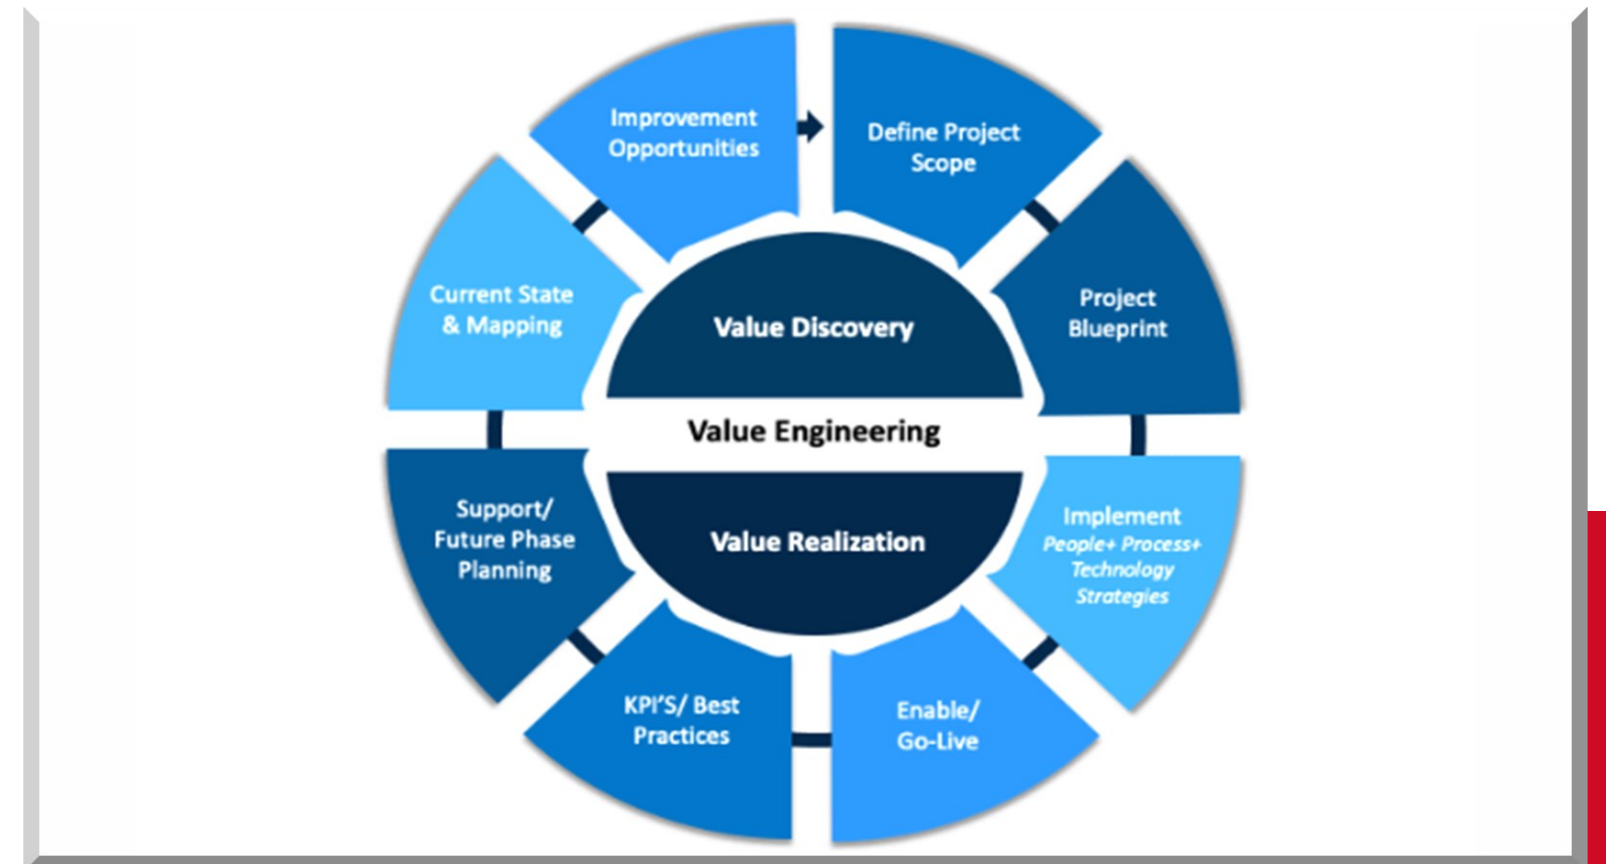 Improvement
Opportunities
Define Project
Scope
Current State
& Mapping
Project
Blueprint
Value Discovery
Value Engineering
Value Realization
Support/
Future Phase
Planning
Implement
People+ Process+
Technology
Strategies
KPI'S/ Best
Practices
Enable/
Go-Live